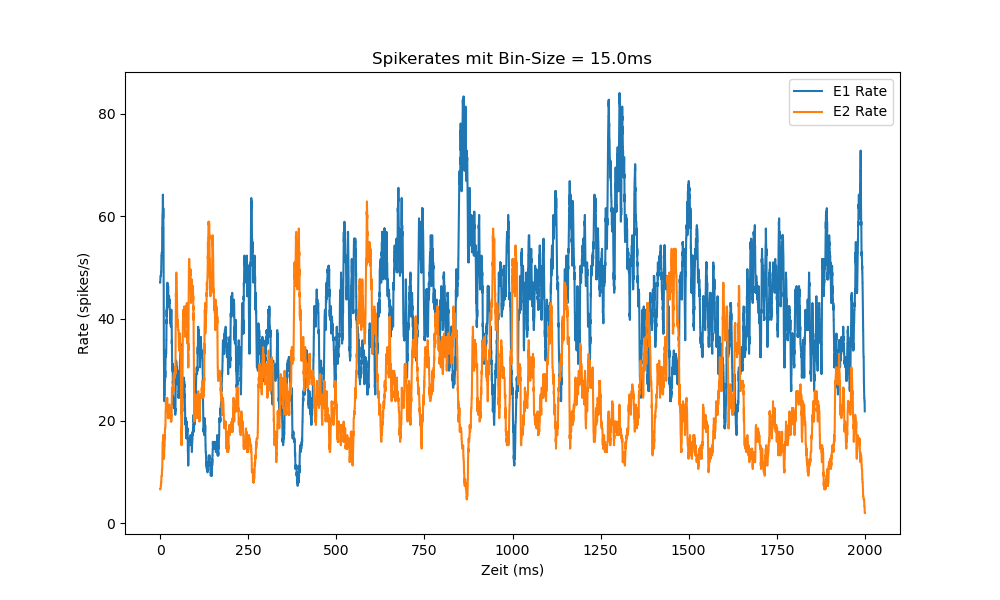 Spikerates mit Bin-Size = 15.0ms
E1 Rate
E2 Rate
Rate (spikes/s)
80
60
40
20
0
0 250 500 750 1000 1250 1500 1750 2000
Zeit (ms)